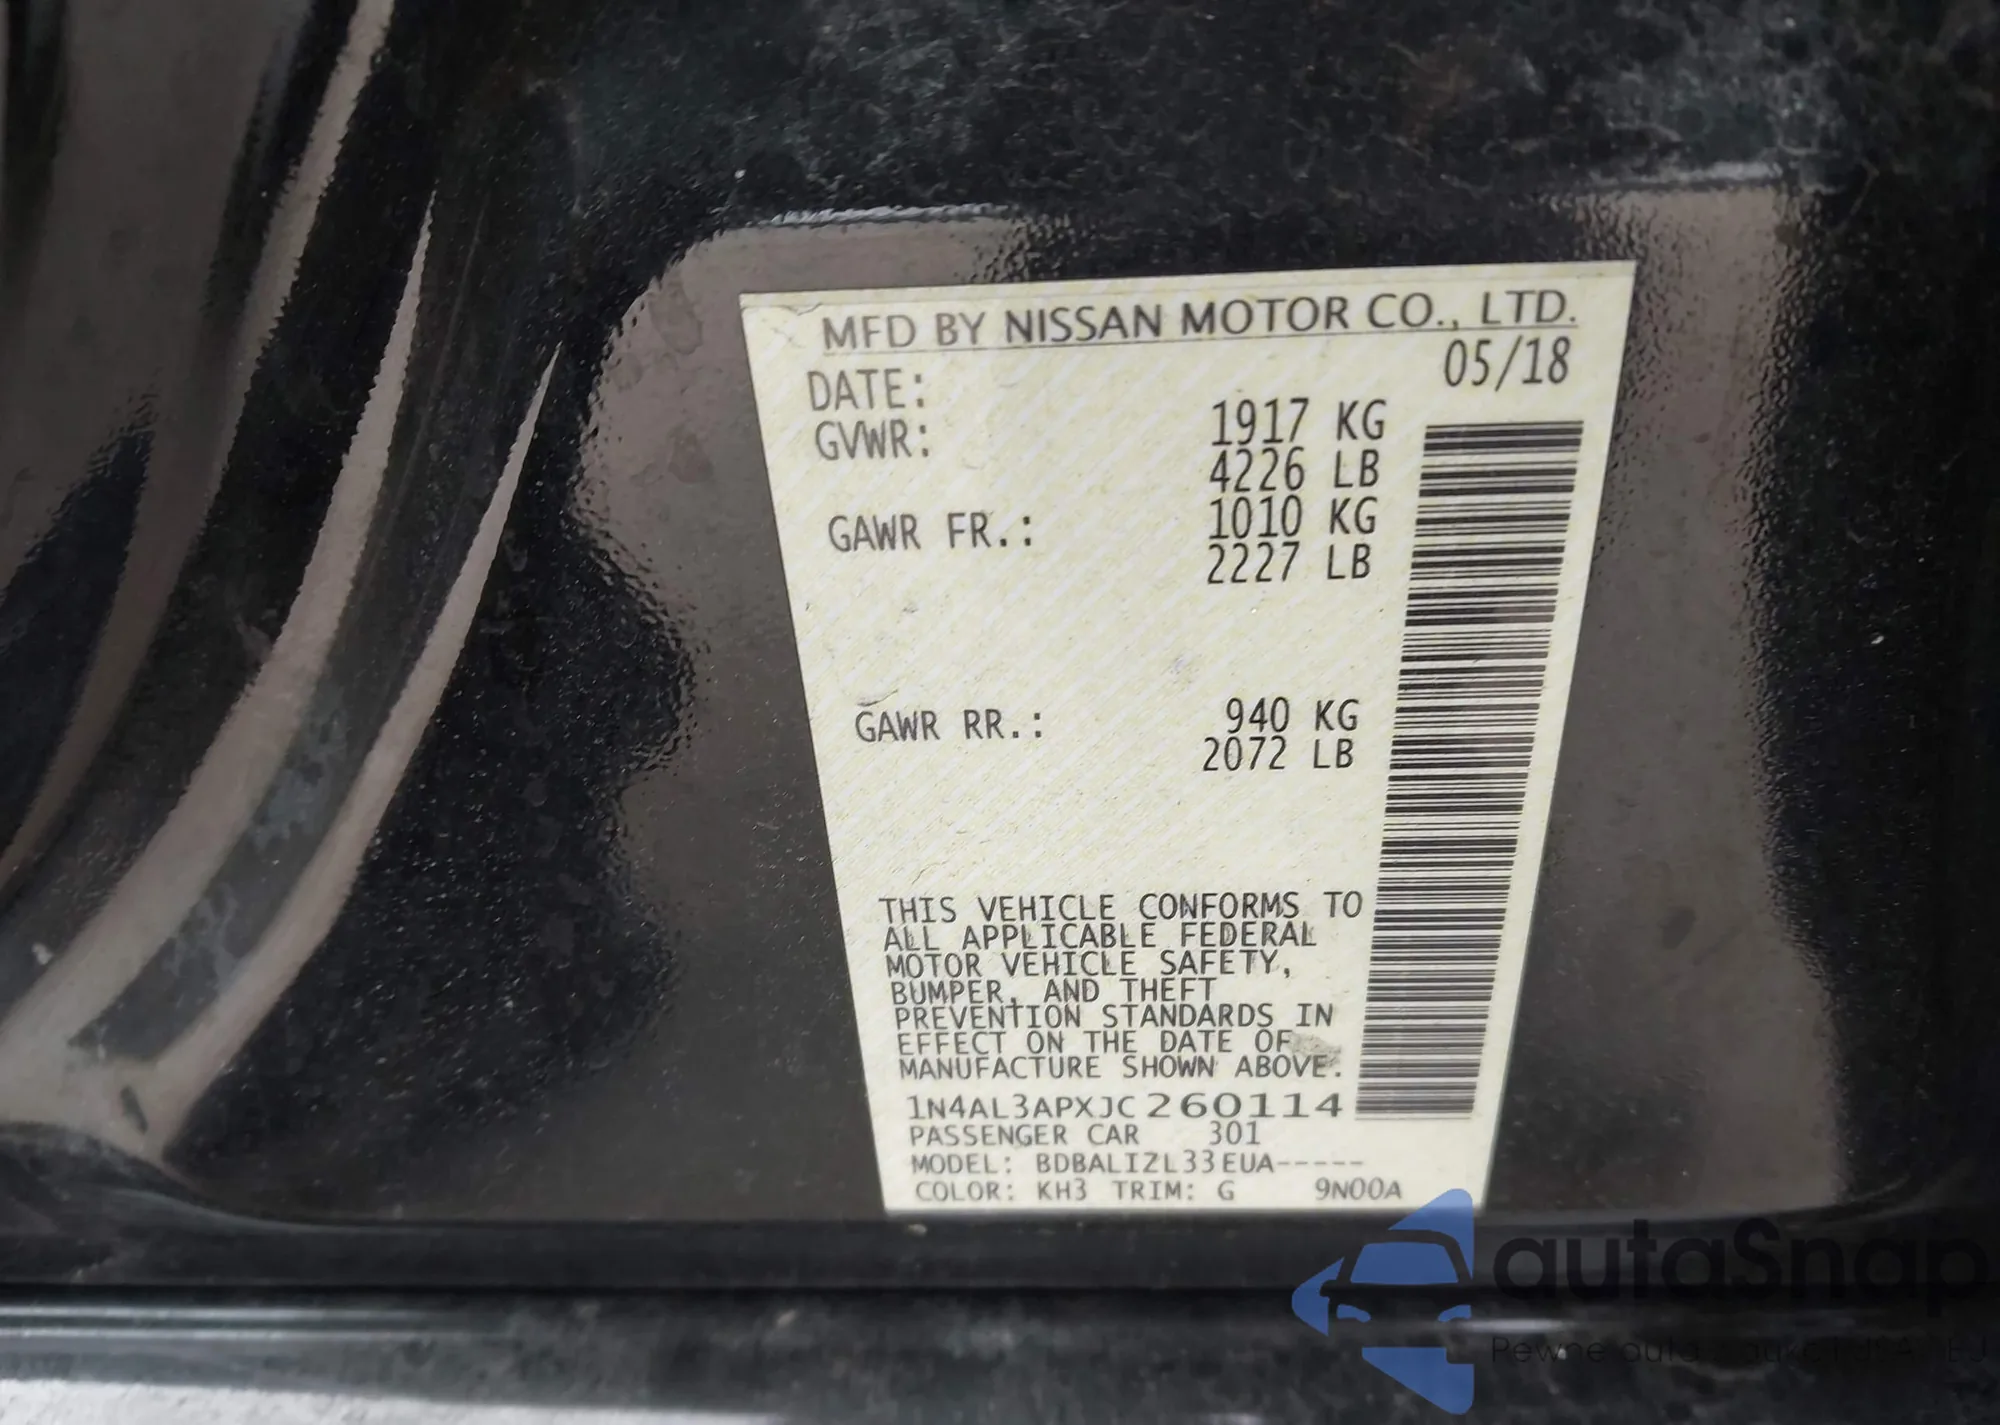 MFD BY NISSAN MOTOR CO., LTD.
DATE: 05/18
GVWR: 1917 KG
4226 LB
GAWR FR.: 1010 KG
2227 LB
GAWR RR.: 940 KG
2072 LB
THIS VEHICLE CONFORMS TO
ALL APPLICABLE FEDERAL
MOTOR VEHICLE SAFETY,
BUMPER, AND THEFT
PREVENTION STANDARDS IN
EFFECT ON THE DATE OF
MANUFACTURE SHOWN ABOVE.
1N4AL3APXJC260114
PASSENGER CAR 301
MODEL: BDBALIZL33EUA-----
COLOR: KH3 TRIM: G 9N00A
autaSnap
Pewne auta